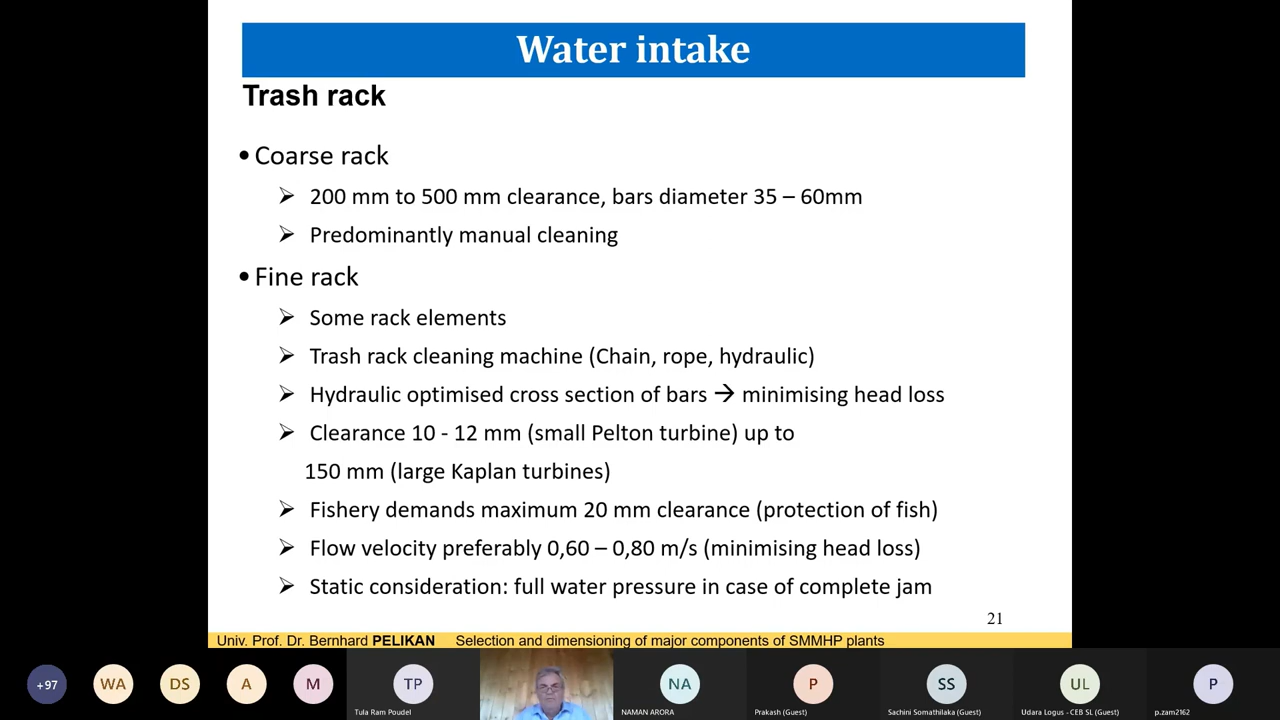 Water intake
Trash rack
• Coarse rack
➢ 200 mm to 500 mm clearance, bars diameter 35 – 60mm
➢ Predominantly manual cleaning
• Fine rack
➢ Some rack elements
➢ Trash rack cleaning machine (Chain, rope, hydraulic)
➢ Hydraulic optimised cross section of bars → minimising head loss
➢ Clearance 10 - 12 mm (small Pelton turbine) up to
150 mm (large Kaplan turbines)
➢ Fishery demands maximum 20 mm clearance (protection of fish)
➢ Flow velocity preferably 0,60 – 0,80 m/s (minimising head loss)
➢ Static consideration: full water pressure in case of complete jam
21
Univ. Prof. Dr. Bernhard PELIKAN Selection and dimensioning of major components of SMMHP plants
+97 WA DS A M TP NA P SS UL P
Tula Ram Poudel NAMAN ARORA Prakash (Guest) Sachini Somathilaka (Guest) Udara Logus - CEB SL (Guest) p.zam2162